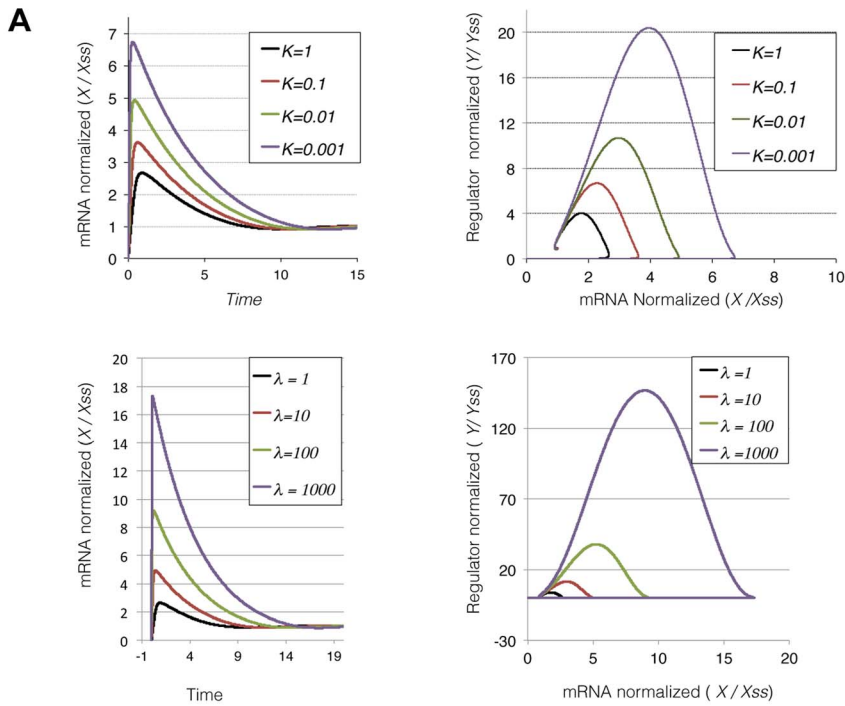 A
mRNA normalized (X / Xss)
7
6
5
4
3
2
1
0
0 5 10 15
Time
K=1
K=0.1
K=0.01
K=0.001
Regulator normalized (Y/ Yss)
20
16
12
8
4
0
0 2 4 6 8 10
mRNA Normalized (X /Xss)
K=1
K=0.1
K=0.01
K=0.001
mRNA normalized (X / Xss)
20
18
16
14
12
10
8
6
4
2
0
-1 4 9 14 19
Time
λ = 1
λ=10
λ=100
λ = 1000
Regulator normalized ( Y/ Yss)
170
120
70
20
-30
0 5 10 15 20
mRNA normalized ( X / Xss)
λ =1
λ =10
λ = 100
λ =1000